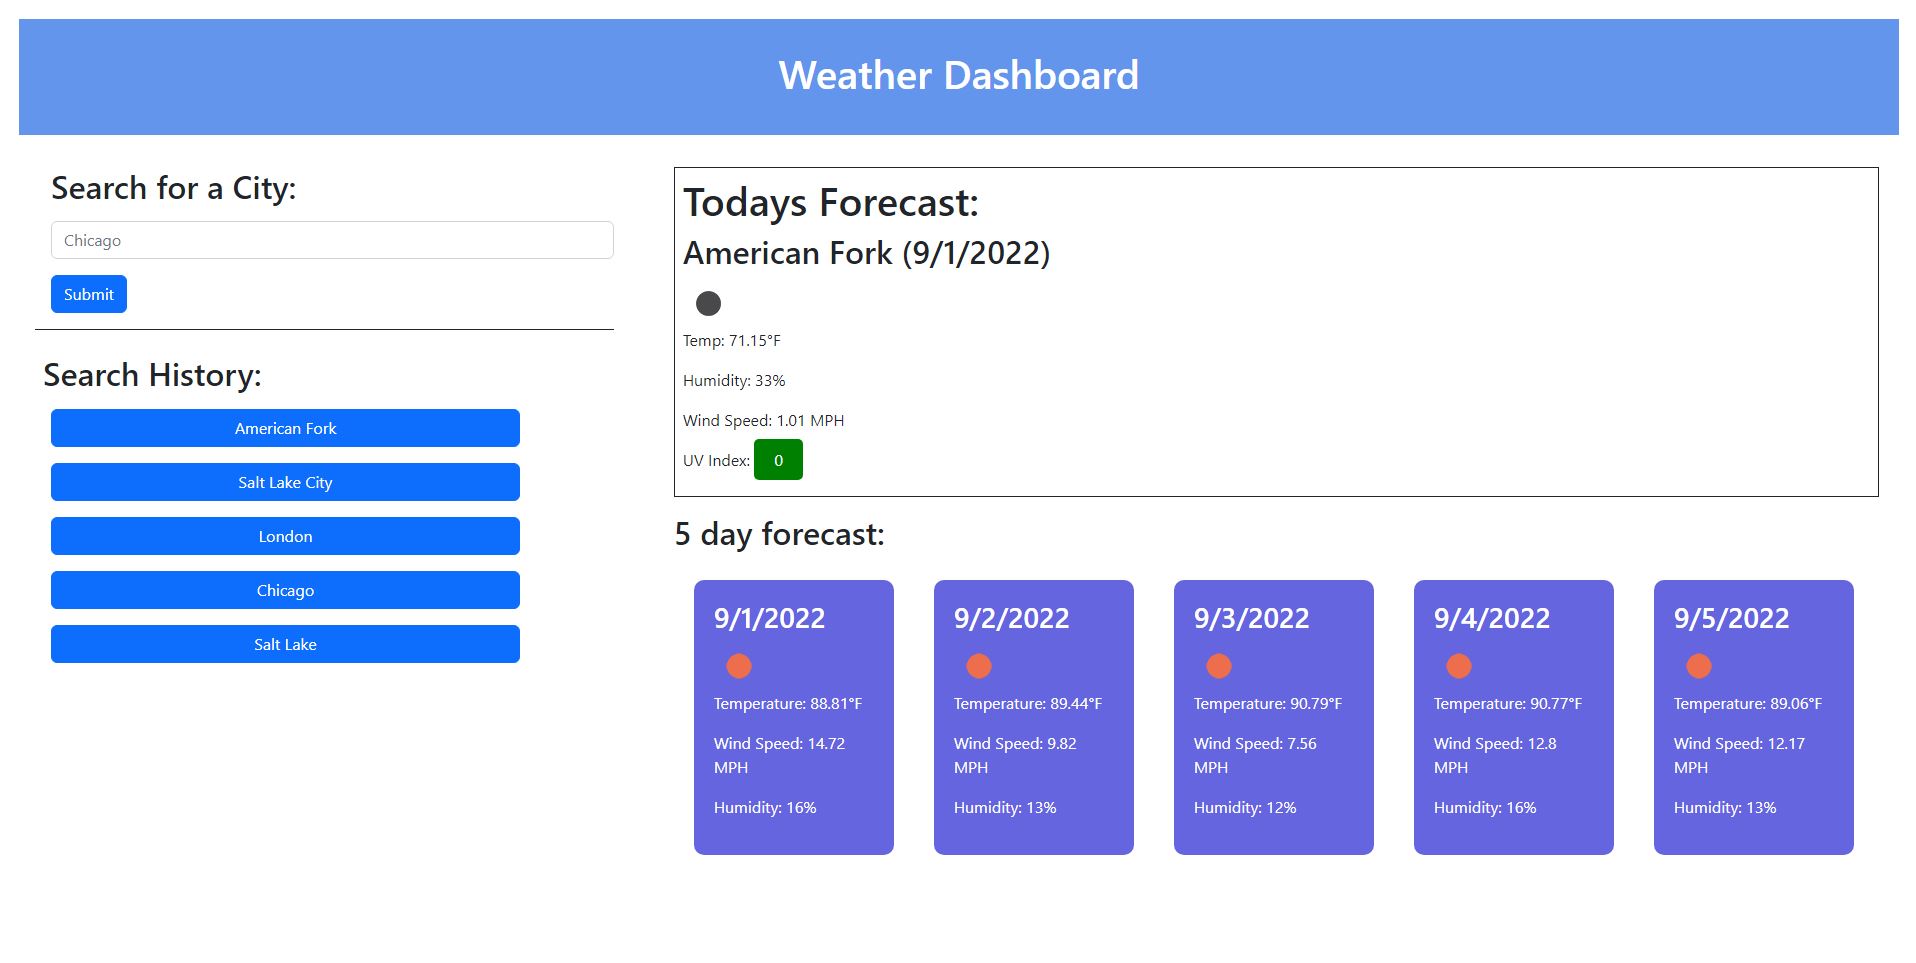 Weather Dashboard
Search for a City:
Chicago
Submit
Search History:
American Fork
Salt Lake City
London
Chicago
Salt Lake
Todays Forecast:
American Fork (9/1/2022)
Temp: 71.15°F
Humidity: 33%
Wind Speed: 1.01 MPH
UV Index: 0
5 day forecast:
9/1/2022
Temperature: 88.81°F
Wind Speed: 14.72
MPH
Humidity: 16%
9/2/2022
Temperature: 89.44°F
Wind Speed: 9.82
MPH
Humidity: 13%
9/3/2022
Temperature: 90.79°F
Wind Speed: 7.56
MPH
Humidity: 12%
9/4/2022
Temperature: 90.77°F
Wind Speed: 12.8
MPH
Humidity: 16%
9/5/2022
Temperature: 89.06°F
Wind Speed: 12.17
MPH
Humidity: 13%